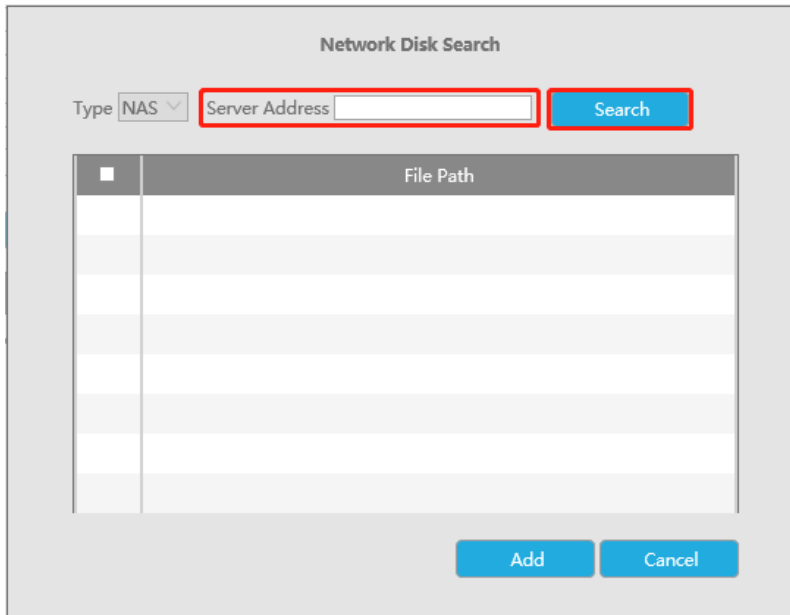 Network Disk Search
Type NAS Server Address Search
File Path
Add Cancel